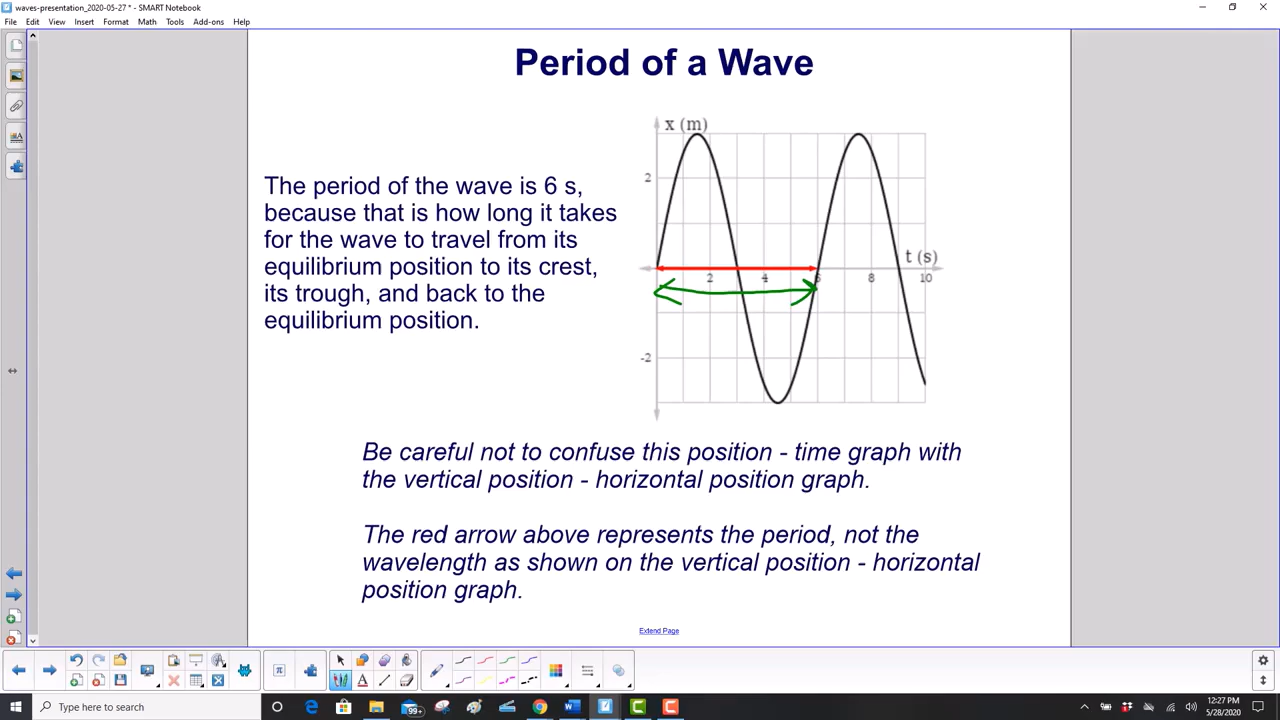 waves-presentation_2020-05-27 * - SMART Notebook
File Edit View Insert Format Math Tools Add-ons Help
Period of a Wave
x (m)
The period of the wave is 6 s,
because that is how long it takes
for the wave to travel from its
equilibrium position to its crest,
its trough, and back to the
equilibrium position.
2
t (s)
2 4 6 8 10
-2
Be careful not to confuse this position - time graph with
the vertical position - horizontal position graph.
The red arrow above represents the period, not the
wavelength as shown on the vertical position - horizontal
position graph.
Extend Page
Type here to search
99+
12:27 PM
5/28/2020